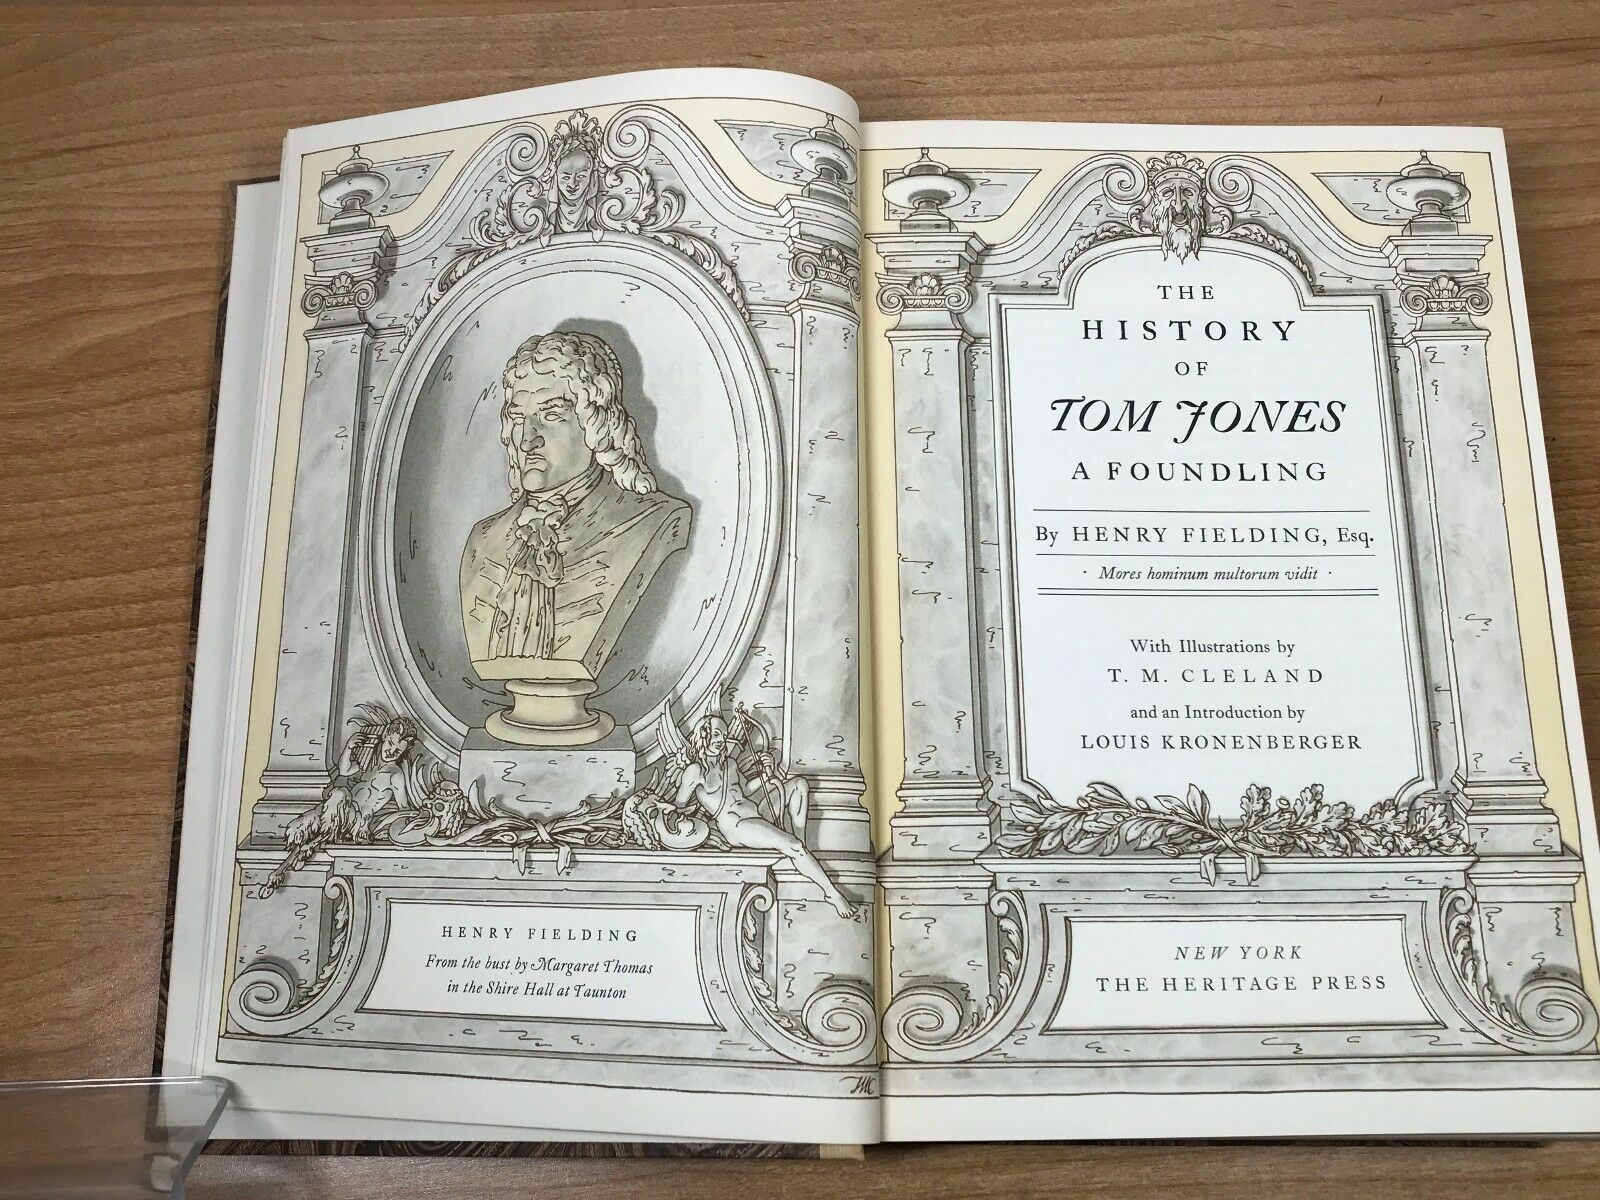 HENRY FIELDING
From the bust by Margaret Thomas
in the Shire Hall at Taunton
TMC
THE
HISTORY
OF
TOM JONES
A FOUNDLING
By HENRY FIELDING, Esq.
· Mores hominum multorum vidit ·
With Illustrations by
T. M. CLELAND
and an Introduction by
LOUIS KRONENBERGER
NEW YORK
THE HERITAGE PRESS